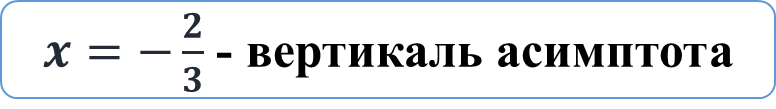 x = −2/3 - вертикаль асимптота